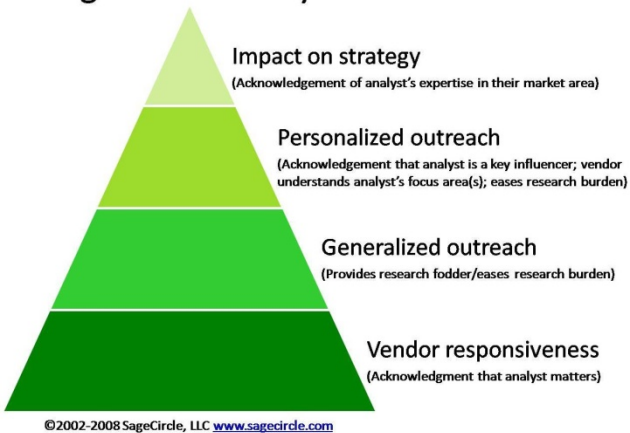 Impact on strategy
(Acknowledgement of analyst's expertise in their market area)
Personalized outreach
(Acknowledgement that analyst is a key influencer; vendor
understands analyst's focus area(s); eases research burden)
Generalized outreach
(Provides research fodder/eases research burden)
Vendor responsiveness
(Acknowledgment that analyst matters)
©2002-2008 SageCircle, LLC www.sagecircle.com